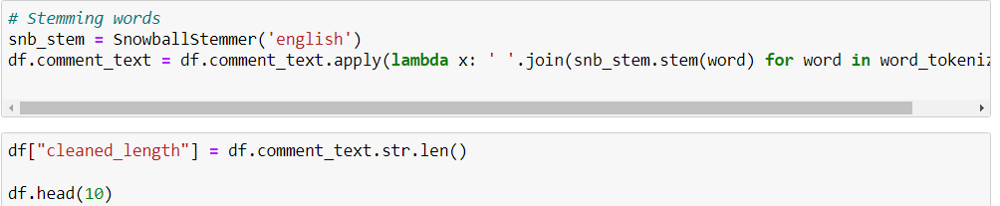 # Stemming words
snb_stem = SnowballStemmer('english')
df.comment_text = df.comment_text.apply(lambda x: ' '.join(snb_stem.stem(word) for word in word_tokeniz
df["cleaned_length"] = df.comment_text.str.len()
df.head(10)